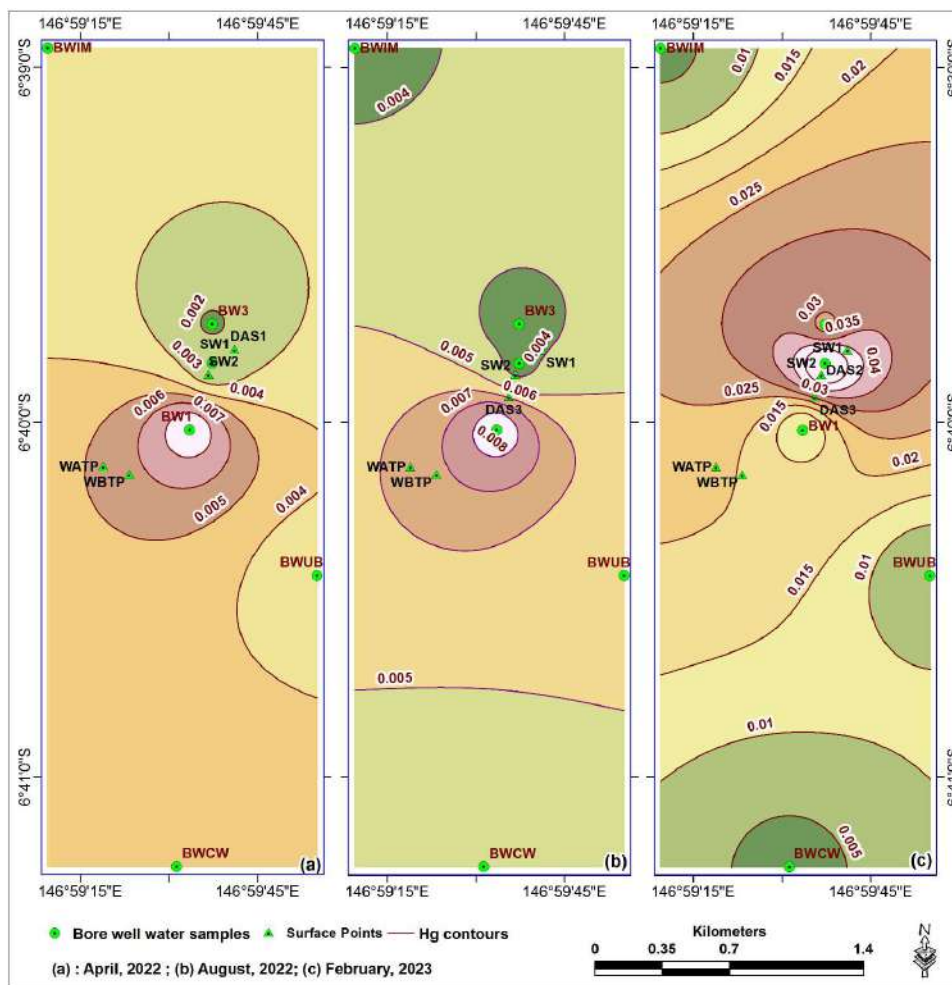 146°59'15"E 146°59'45"E 146°59'15"E 146°59'45"E 146°59'15"E 146°59'45"E
6°39'0"S
6°40'0"S
6°41'0"S
BWIM
0.002
BW3
SW1
DAS1
0.003
SW2
0.004
0.006
0.007
BW1
WATP
WBTP
0.005
0.004
BWUB
BWCW
(a)
BWIM
0.004
BW3
0.004
SW1
SW2
0.005
0.006
0.007
DAS3
0.008
WATP
WBTP
BWUB
0.005
BWCW
(b)
BWIM
0.01
0.015
0.02
0.025
0.03
0.035
SW1
0.04
SW2
DAS2
0.03
0.025
DAS3
0.015
BW1
0.02
WATP
WBTP
0.01
BWUB
0.015
0.01
BWCW
0.005
(c)
6°40'0"S
6°41'0"S
146°59'15"E 146°59'45"E 146°59'15"E 146°59'45"E 146°59'15"E 146°59'45"E
Bore well water samples Surface Points Hg contours
(a) : April, 2022 ; (b) August, 2022; (c) February, 2023
Kilometers
0 0.35 0.7 1.4
N